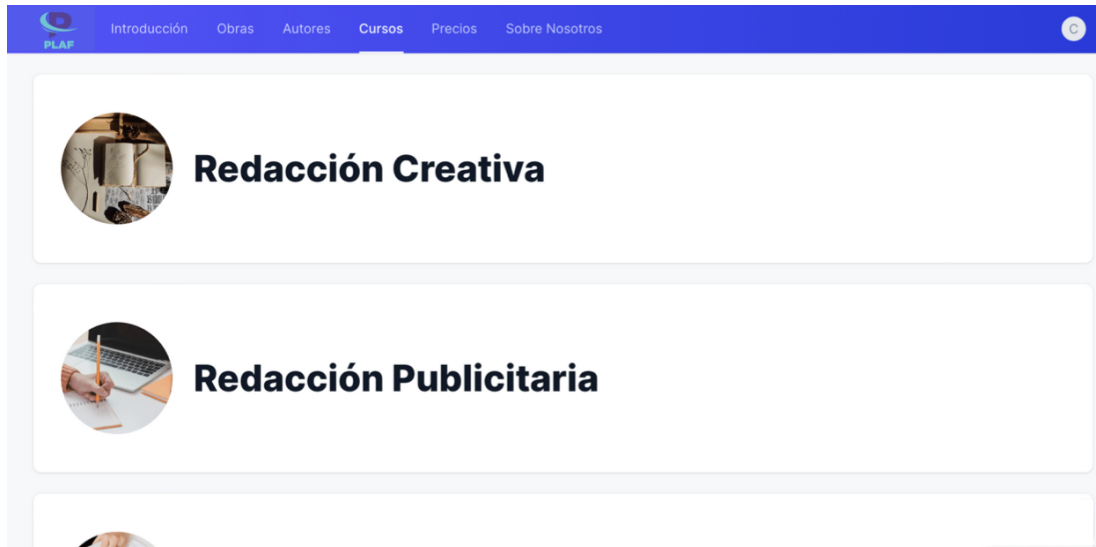 PLAF
Introducción
Obras
Autores
Cursos
Precios
Sobre Nosotros
C
Redacción Creativa
Redacción Publicitaria